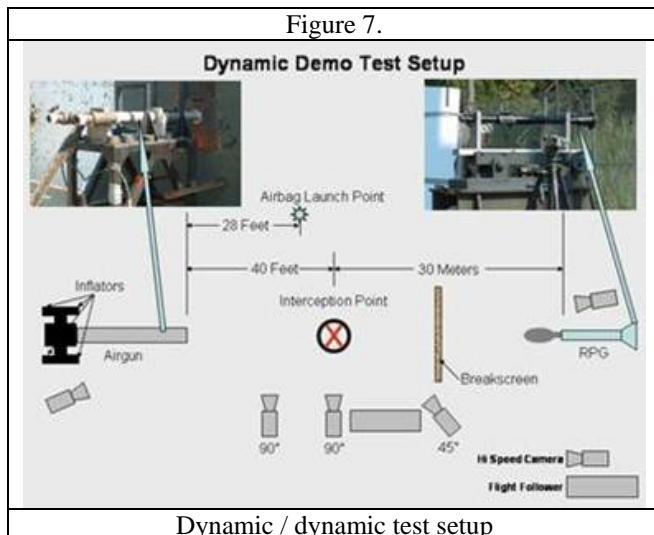 Figure 7.
Dynamic Demo Test Setup
Airbag Launch Point
28 Feet
40 Feet
30 Meters
Inflators
Interception Point
Airgun
RPG
Breakscreen
90°
90°
45°
Hi Speed Camera
Flight Follower
Dynamic / dynamic test setup